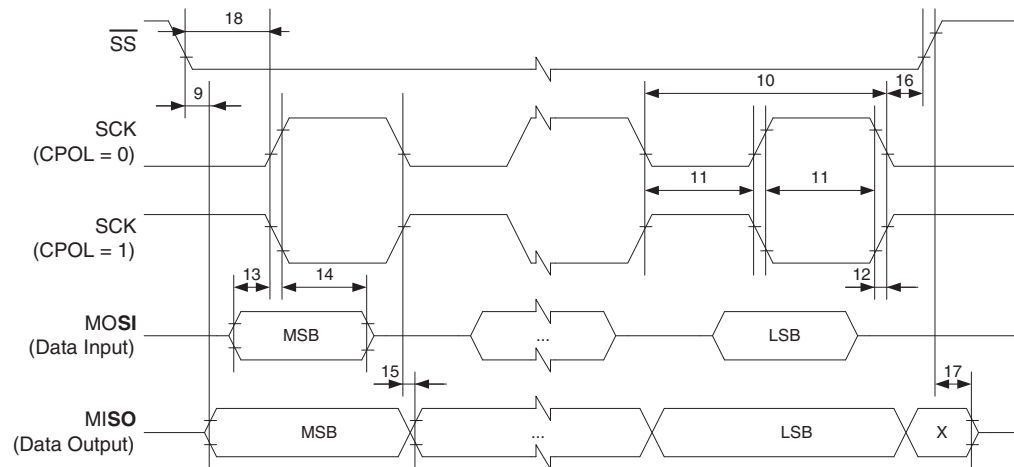 18
SS
10
9
16
SCK
(CPOL = 0)
11
11
SCK
(CPOL = 1)
13
14
12
MOSI
(Data Input)
MSB
...
LSB
15
17
MISO
(Data Output)
MSB
...
LSB
X